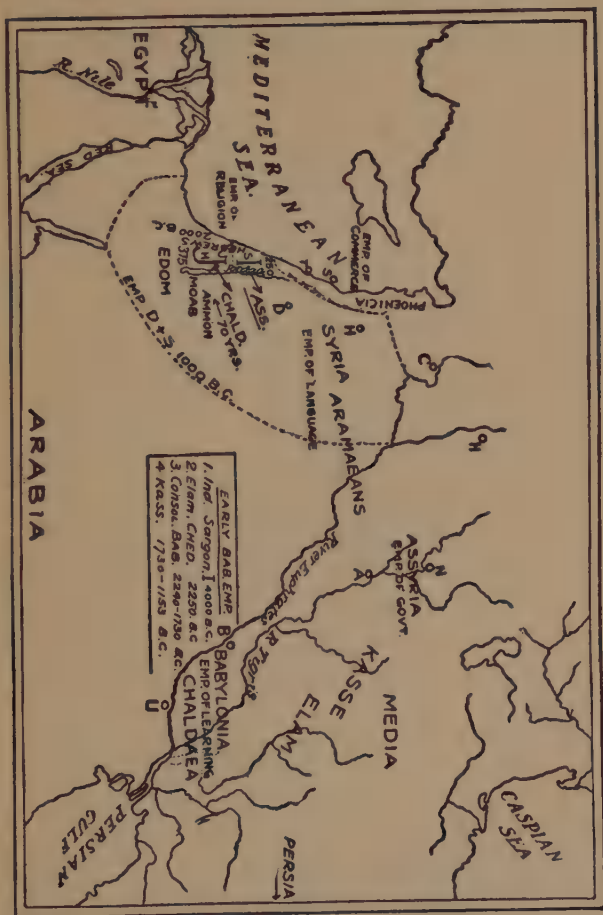 MEDITERRANEAN
SEA.
EGYPT
R. Nile
RED SEA.
EMP. OF
RELIGION
EMP. OF
COMMERCE
PHOENICIA
S
T
D
H
C
H
ASS.
CHALD.
70 YRS.
AMMON
MOAB
EDOM
EMP. D + S. 1000 B.C.
SYRIA ARAMAEANS
EMP. OF LANGUAGE
ARABIA
ASSYRIA
EMP. OF GOVT.
N
A
River Euphrates
R. Tigris
KASSE
ELAM
MEDIA
CASPIAN
SEA
EARLY BAB. EMP.
1. Ind. Sargon, I 4000 B.C.
2. Elam. CHED. 2250. B.C
3. Consol. BAB. 2240-1730 B.C.
4. KASS. 1730-1153 B.C.
B
BABYLONIA.
EMP. OF LEARNING
CHALDAEA
U
PERSIAN
GULF
PERSIA